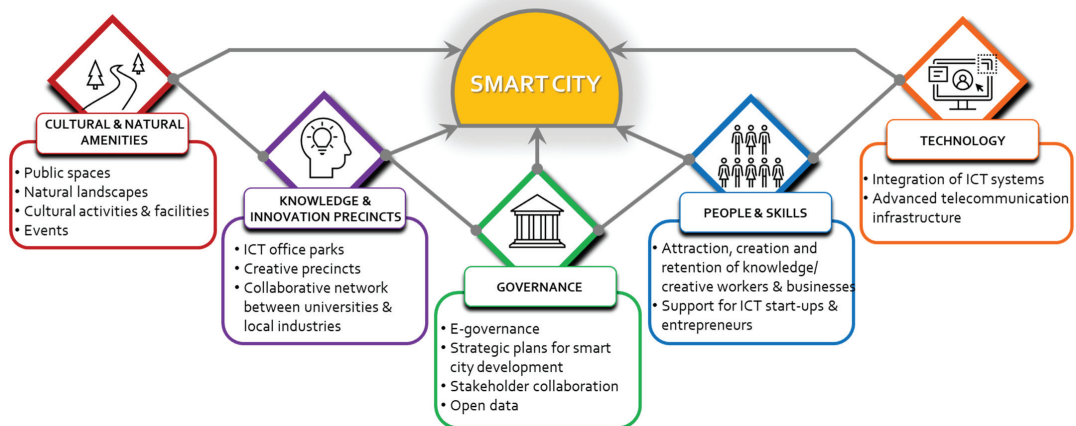 SMART CITY
CULTURAL & NATURAL
AMENITIES
• Public spaces
• Natural landscapes
• Cultural activities & facilities
• Events
KNOWLEDGE &
INNOVATION PRECINCTS
• ICT office parks
• Creative precincts
• Collaborative network
between universities &
local industries
GOVERNANCE
• E-governance
• Strategic plans for smart
city development
• Stakeholder collaboration
• Open data
PEOPLE & SKILLS
• Attraction, creation and
retention of knowledge/
creative workers & businesses
• Support for ICT start-ups &
entrepreneurs
TECHNOLOGY
• Integration of ICT systems
• Advanced telecommunication
infrastructure